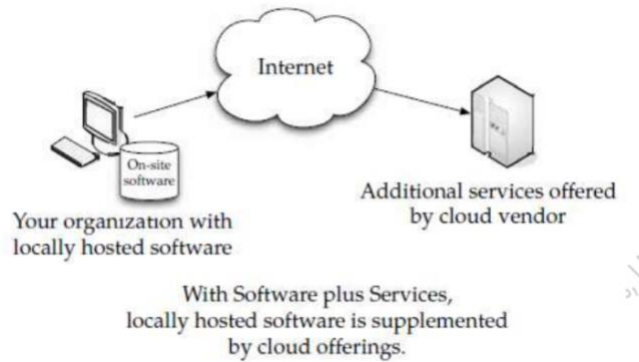 Internet
On-site
software
Your organization with
locally hosted software
Additional services offered
by cloud vendor
With Software plus Services,
locally hosted software is supplemented
by cloud offerings.